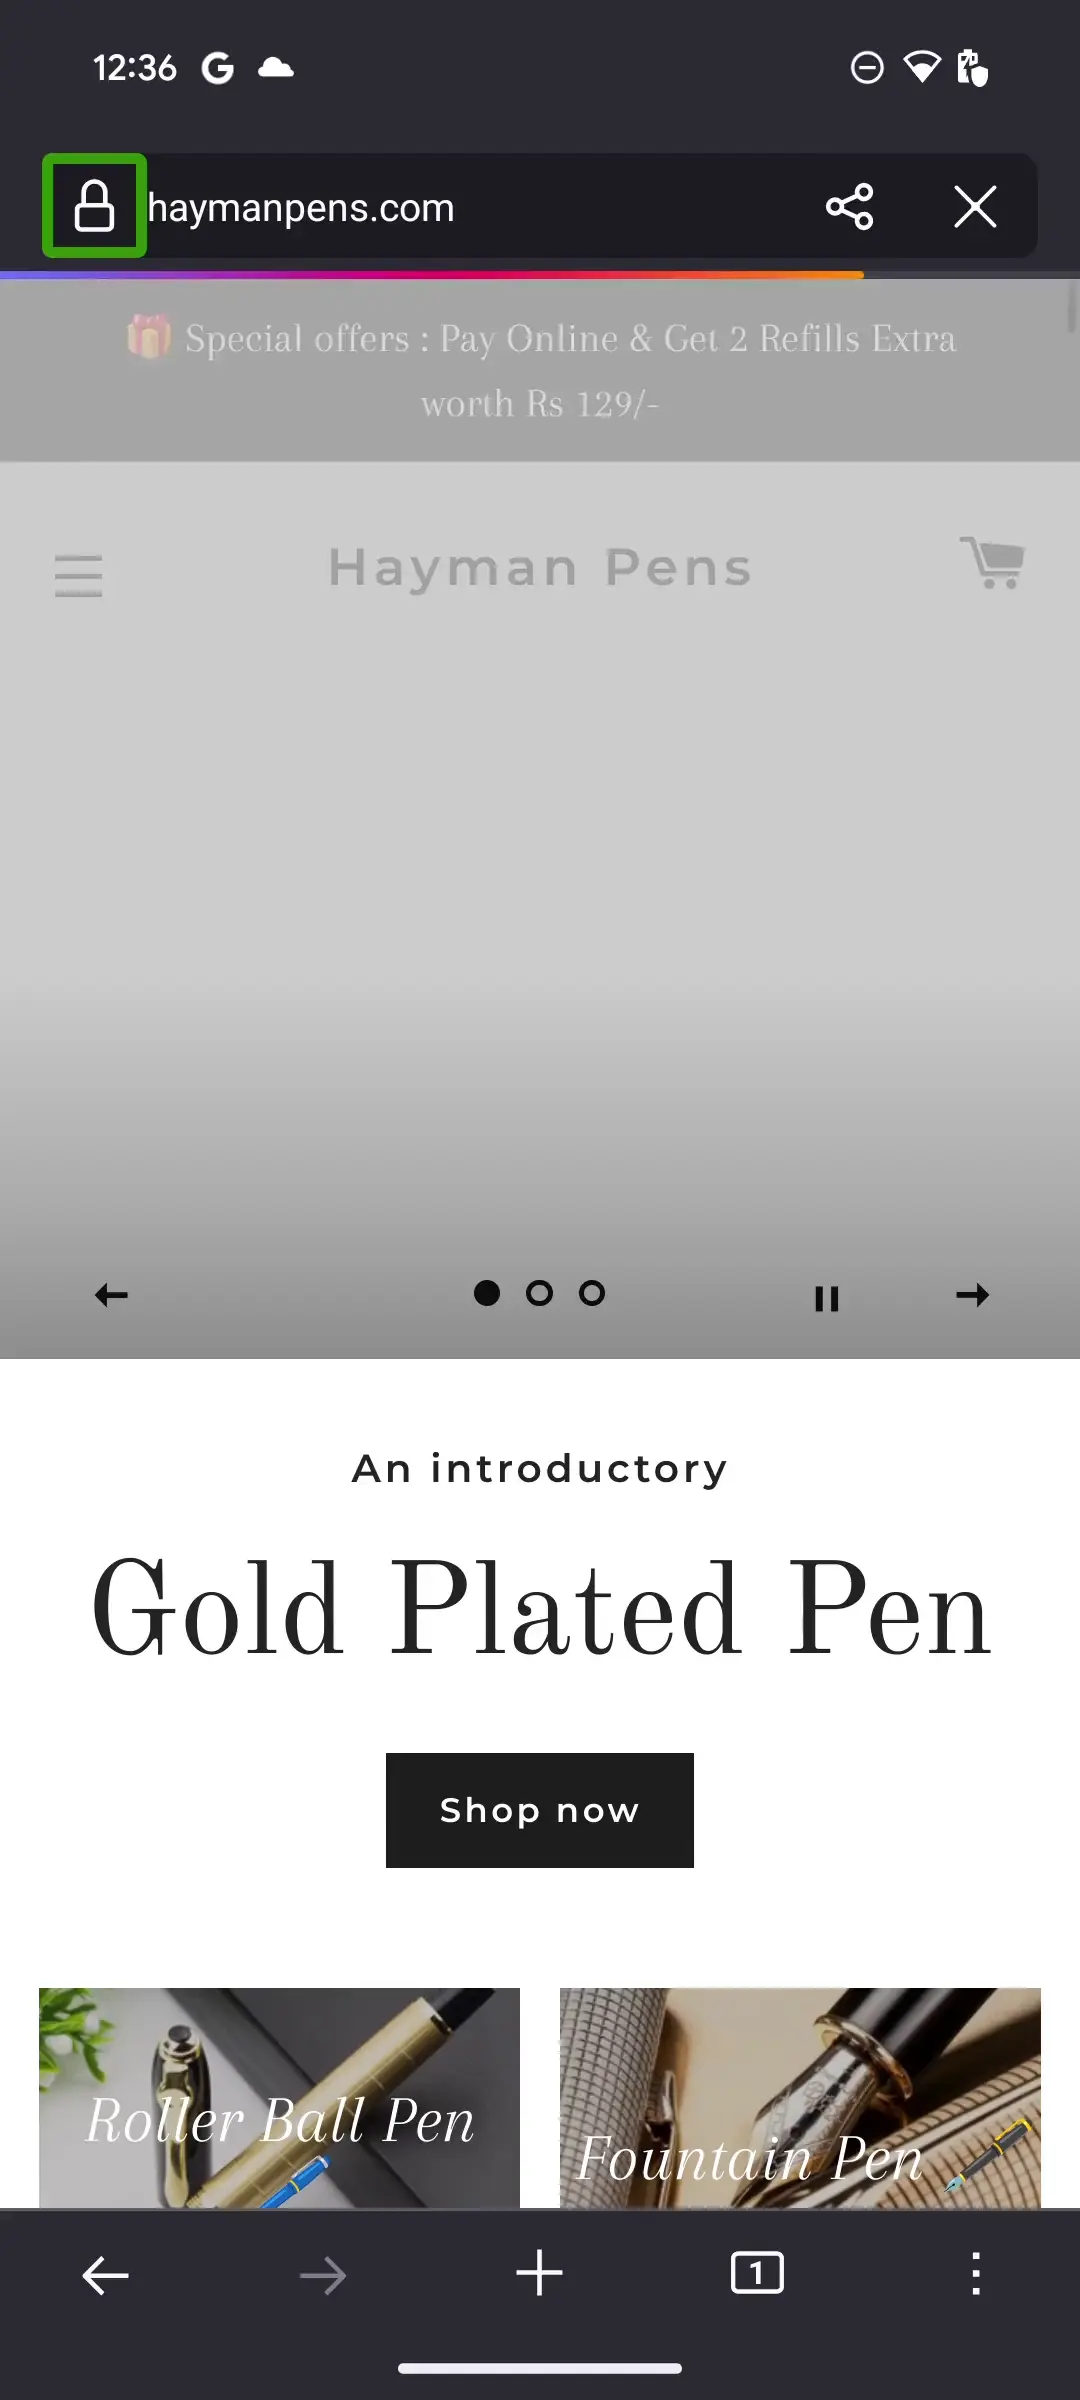 12:36
haymanpens.com
🎁 Special offers : Pay Online & Get 2 Refills Extra
worth Rs 129/-
Hayman Pens
An introductory
Gold Plated Pen
Shop now
Roller Ball Pen
Fountain Pen
1